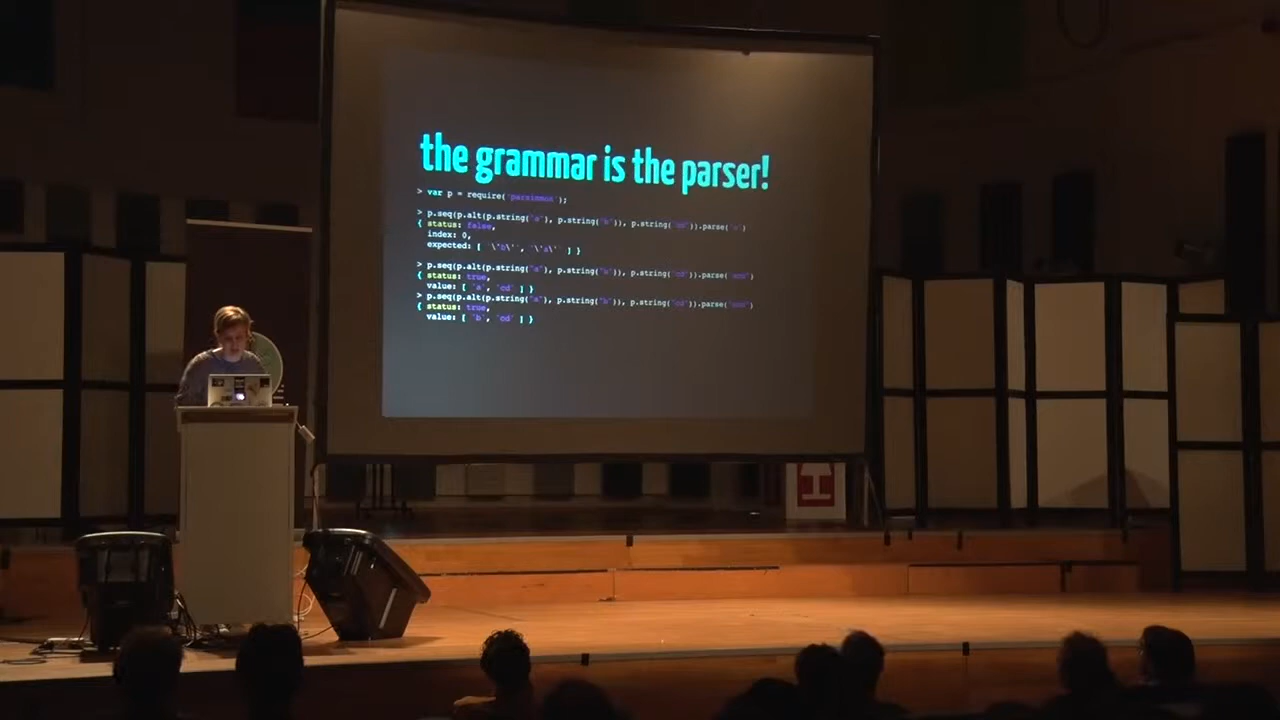 the grammar is the parser!
> var p = require('parsimmon');
> p.seq(p.alt(p.string("a"), p.string("b")), p.string("cd")).parse(
{ status: false,
index: 0,
expected: [ '\'b\'', '\'a\'' ] }
> p.seq(p.alt(p.string("a"), p.string("b")), p.string("cd")).parse(
{ status: true,
value: [ 'a', 'cd' ] }
> p.seq(p.alt(p.string("a"), p.string("b")), p.string("cd")).parse(
{ status: true,
value: [ 'b', 'cd' ] }